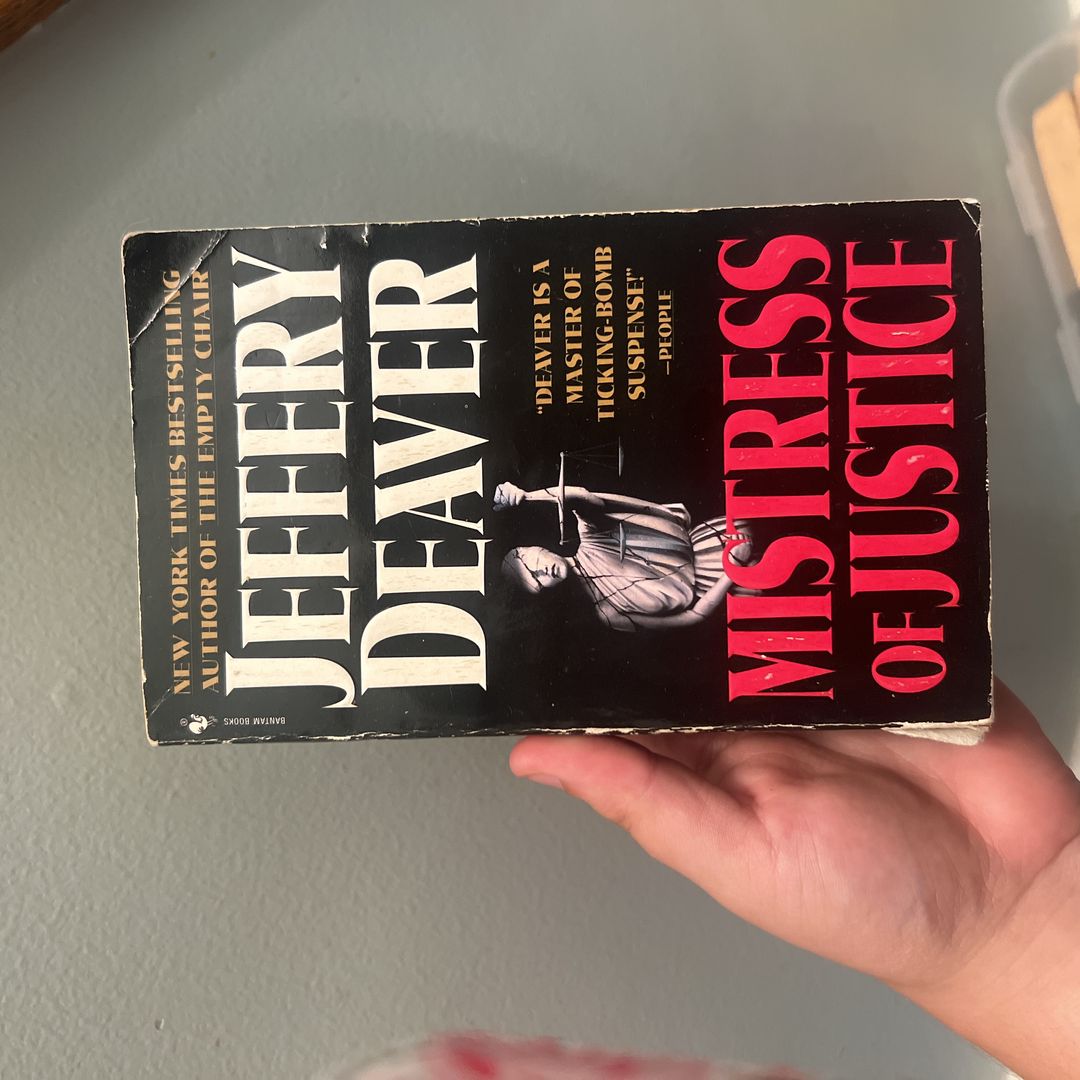 NEW YORK TIMES BESTSELLING
AUTHOR OF THE EMPTY CHAIR
JEFFERY
DEAVER
"DEAVER IS A
MASTER OF
TICKING-BOMB
SUSPENSE!"
—PEOPLE
MISTRESS
OF JUSTICE
BANTAM BOOKS